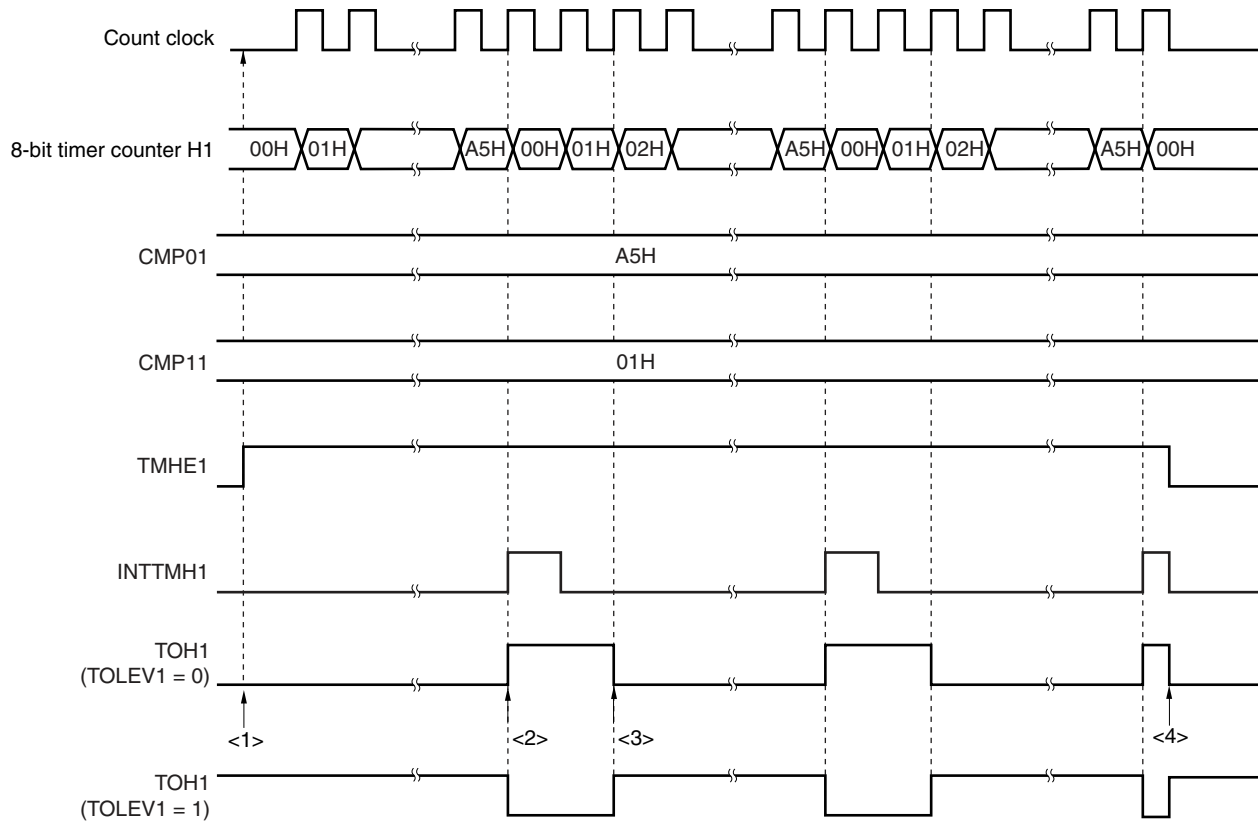 Count clock
8-bit timer counter H1
00H 01H A5H 00H 01H 02H A5H 00H 01H 02H A5H 00H
CMP01
A5H
CMP11
01H
TMHE1
INTTMH1
TOH1
(TOLEV1 = 0)
<1> <2> <3> <4>
TOH1
(TOLEV1 = 1)